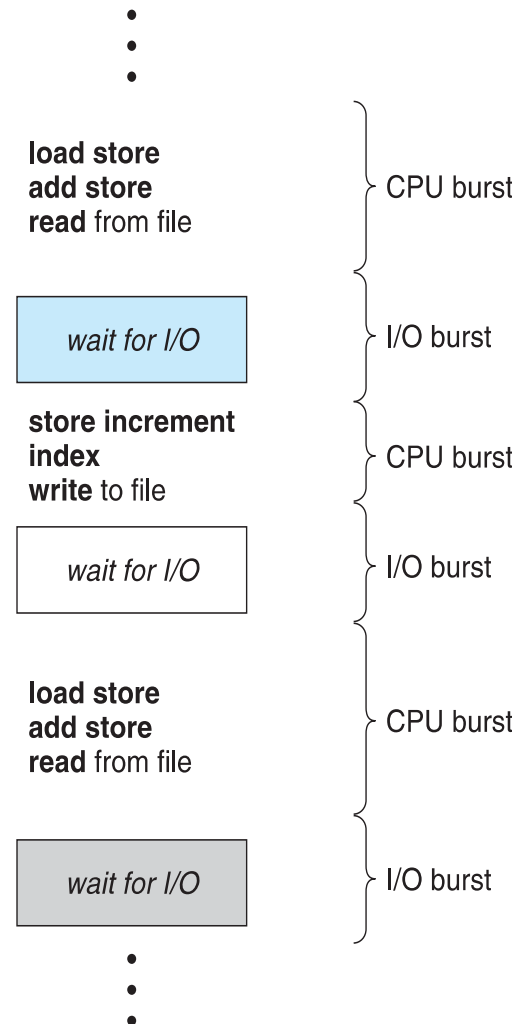 load store
add store
read from file
CPU burst
wait for I/O
I/O burst
store increment
index
write to file
CPU burst
wait for I/O
I/O burst
load store
add store
read from file
CPU burst
wait for I/O
I/O burst